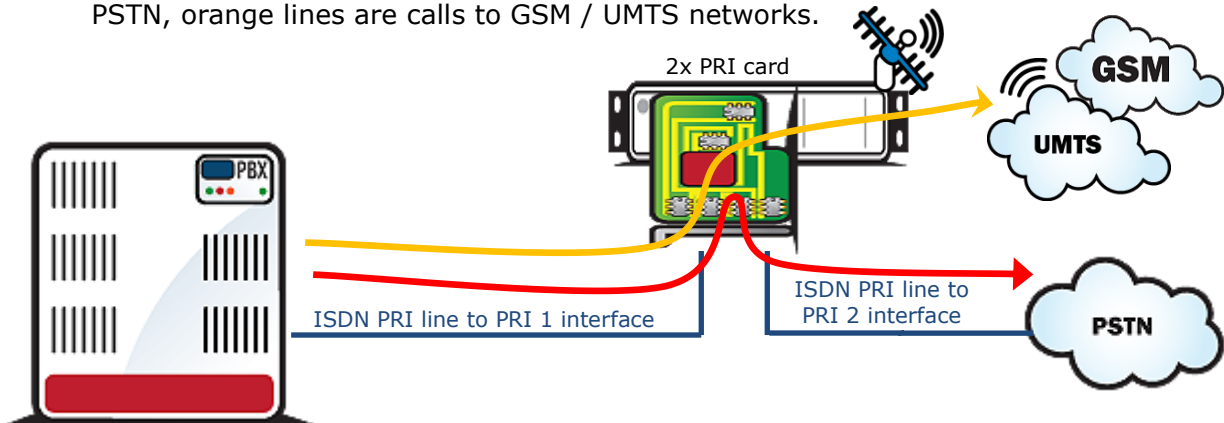 PSTN, orange lines are calls to GSM / UMTS networks.
2x PRI card
GSM
UMTS
PBX
ISDN PRI line to
PRI 2 interface
ISDN PRI line to PRI 1 interface
PSTN